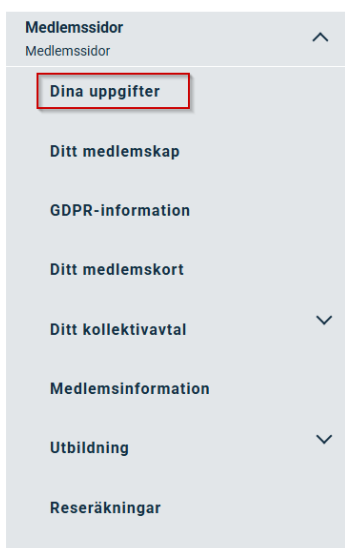 Medlemssidor
Medlemssidor
Dina uppgifter
Ditt medlemskap
GDPR-information
Ditt medlemskort
Ditt kollektivavtal
Medlemsinformation
Utbildning
Reseräkningar